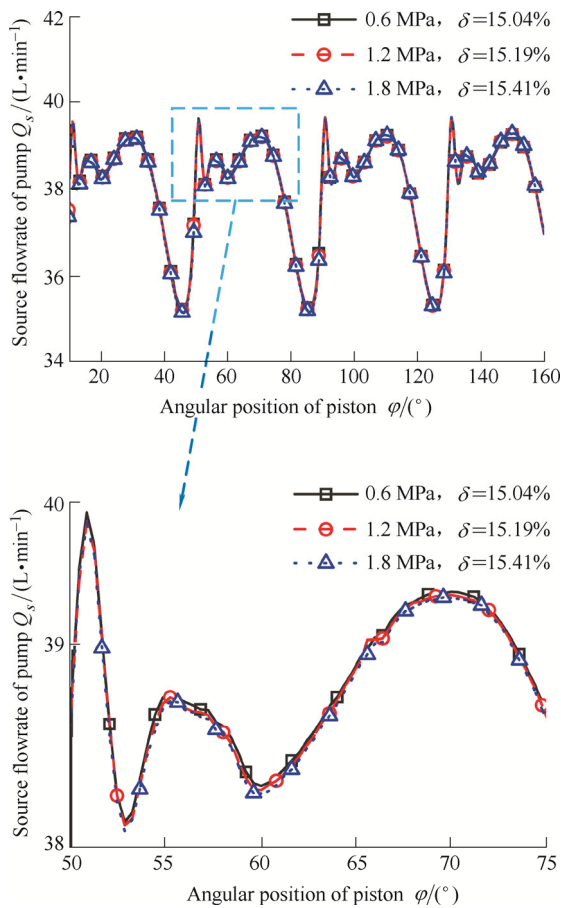 42
0.6 MPa, δ=15.04%
1.2 MPa, δ=15.19%
1.8 MPa, δ=15.41%
40
38
36
34
Source flowrate of pump Qs/(L•min−1)
20 40 60 80 100 120 140 160
Angular position of piston φ/(°)
40
0.6 MPa, δ=15.04%
1.2 MPa, δ=15.19%
1.8 MPa, δ=15.41%
39
38
Source flowrate of pump Qs/(L•min−1)
50 55 60 65 70 75
Angular position of piston φ/(°)